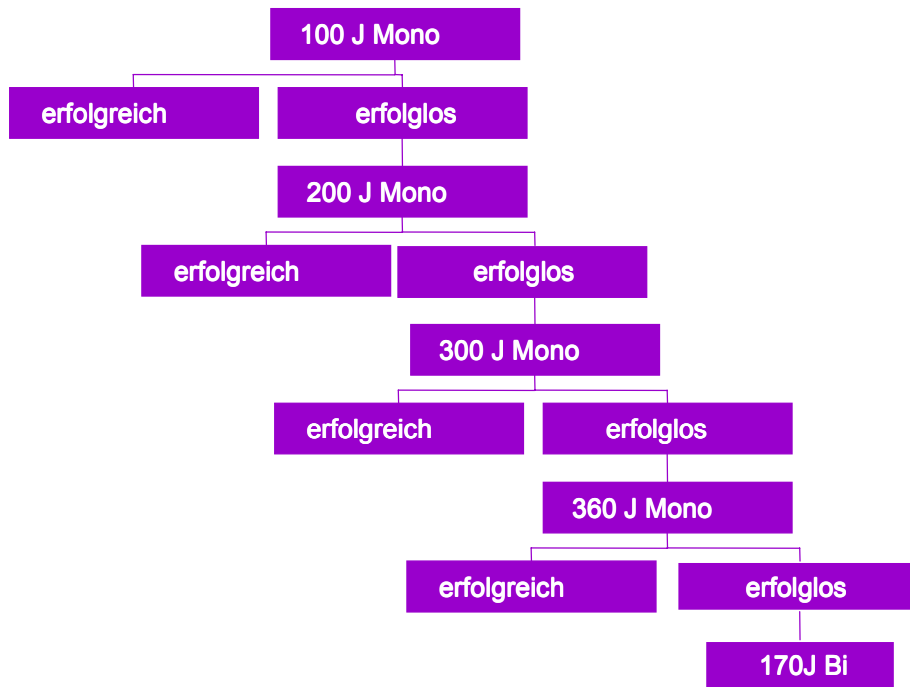 100 J Mono
erfolgreich
erfolglos
200 J Mono
erfolgreich
erfolglos
300 J Mono
erfolgreich
erfolglos
360 J Mono
erfolgreich
erfolglos
170J Bi